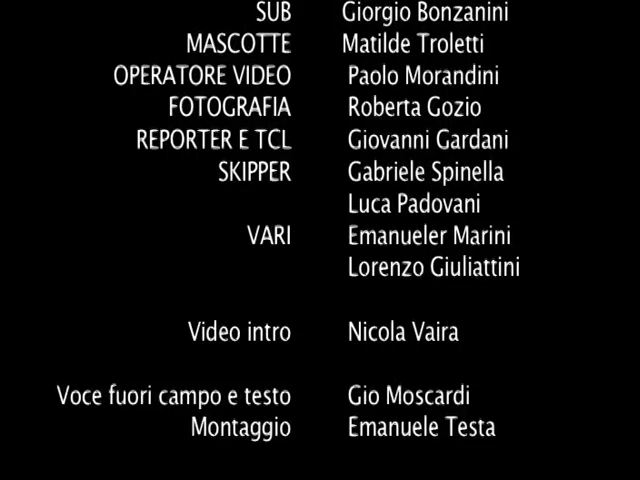 SUB Giorgio Bonzanini
MASCOTTE Matilde Troletti
OPERATORE VIDEO Paolo Morandini
FOTOGRAFIA Roberta Gozio
REPORTER E TCL Giovanni Gardani
SKIPPER Gabriele Spinella
Luca Padovani
VARI Emanueler Marini
Lorenzo Giuliattini
Video intro Nicola Vaira
Voce fuori campo e testo Gio Moscardi
Montaggio Emanuele Testa